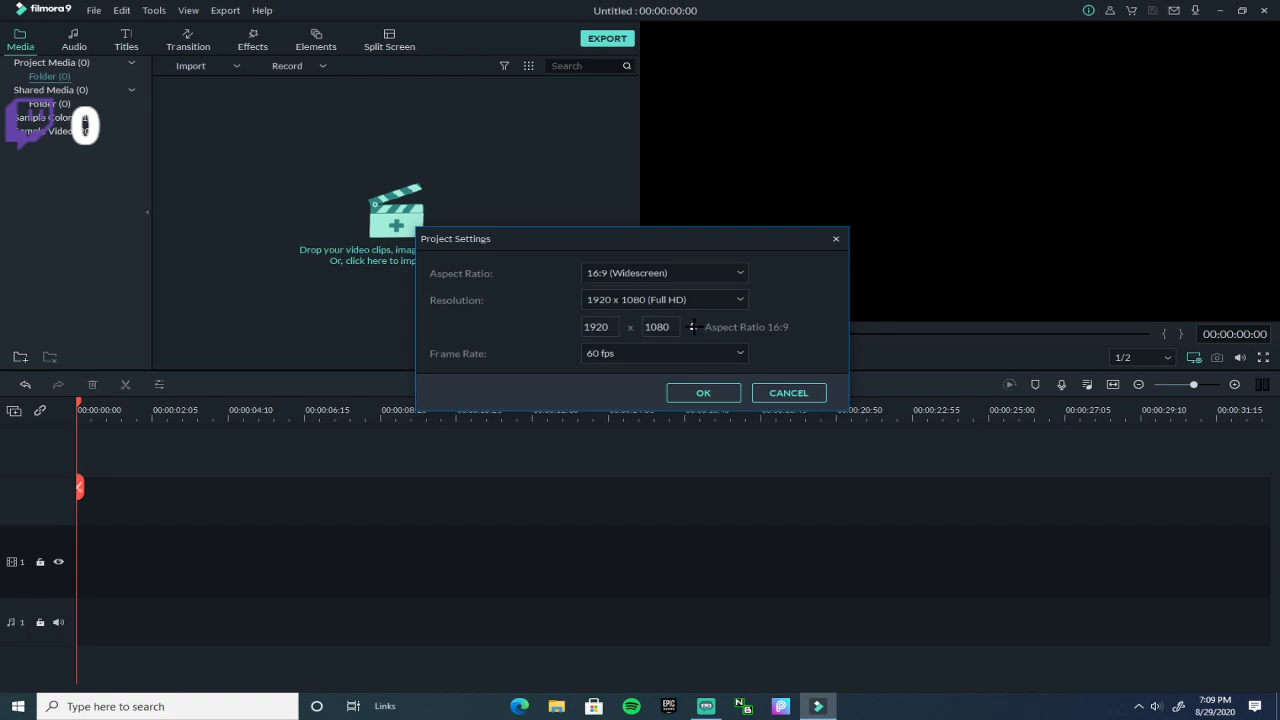 filmora 9 File Edit Tools View Export Help Untitled : 00:00:00:00
Media Audio Titles Transition Effects Elements Split Screen EXPORT
Project Media (0) Import Record Search
Folder (0)
Shared Media (0)
Folder (0)
0
Project Settings
Drop your video clips, imag
Or, click here to imp
Aspect Ratio: 16:9 (Widescreen)
Resolution: 1920 x 1080 (Full HD)
1920 x 1080 Aspect Ratio 16:9
Frame Rate: 60 fps
{ } 00:00:00:00
1/2
OK CANCEL
00:00:00:00 00:00:02:05 00:00:04:10 00:00:06:15 00:00:20:50 00:00:22:55 00:00:25:00 00:00:27:05 00:00:29:10 00:00:31:15
1
1
Type here to search Links EPIC GAMES NB 7:09 PM
8/29/2020